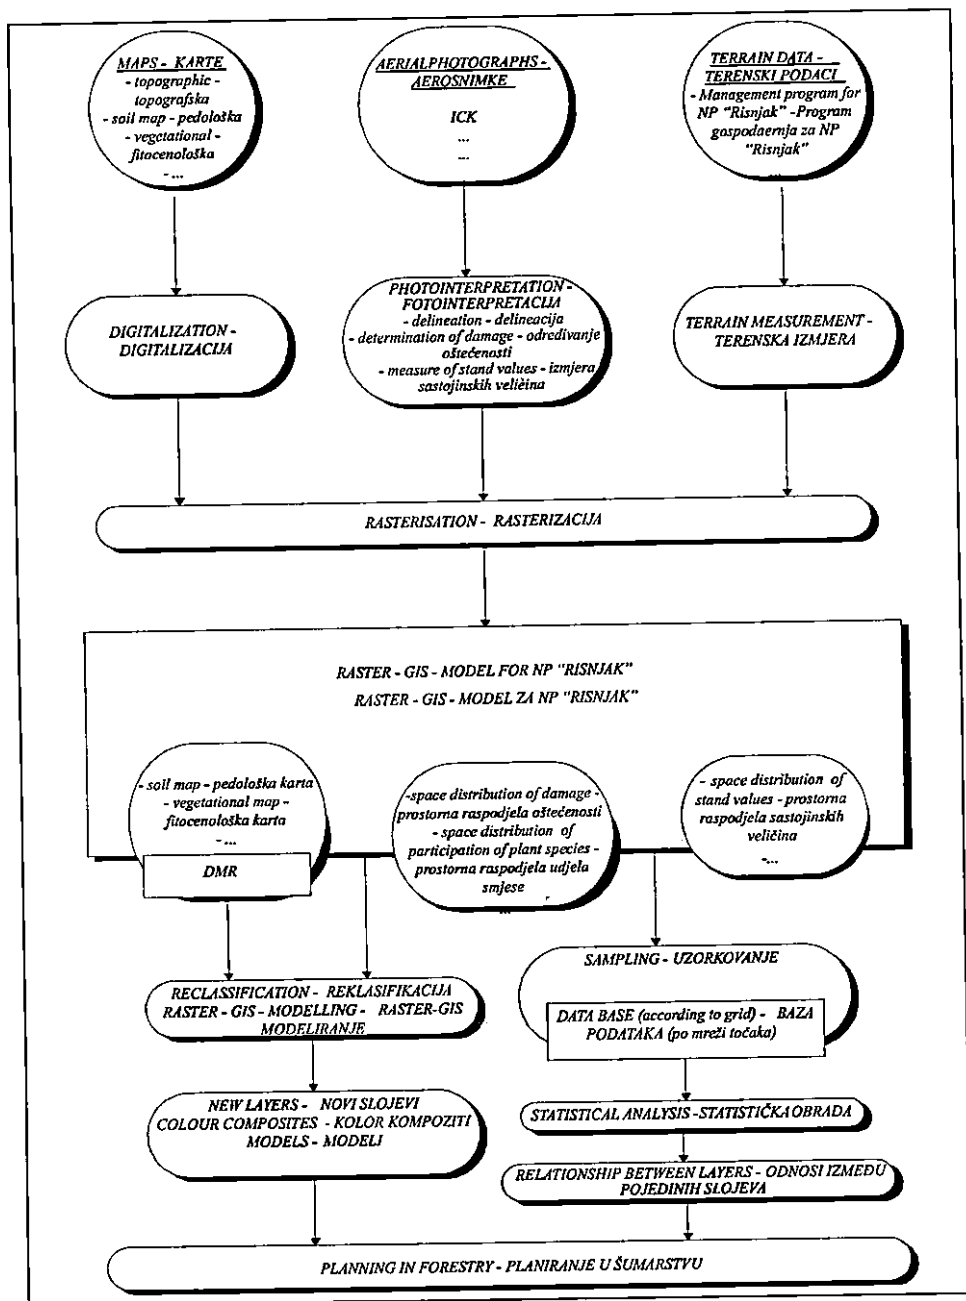 MAPS - KARTE
- topographic -
topografska
- soil map - pedološka
- vegetational -
fitocenološka
- ...
AERIALPHOTOGRAPHS -
AEROSNIMKE
ICK
...
...
TERRAIN DATA -
TERENSKI PODACI
- Management program for
NP "Risnjak" -Program
gospodaernja za NP
"Risnjak"
...
DIGITALIZATION -
DIGITALIZACIJA
PHOTOINTERPRETATION -
FOTOINTERPRETACIJA
- delineation - delineacija
- determination of damage - određivanje
oštećenosti
- measure of stand values - izmjera
sastojinskih veličina
TERRAIN MEASUREMENT -
TERENSKA IZMJERA
RASTERISATION - RASTERIZACIJA
RASTER - GIS - MODEL FOR NP "RISNJAK"
RASTER - GIS - MODEL ZA NP "RISNJAK"
- soil map - pedološka karta
- vegetational map -
fitocenološka karta
- ...
DMR
-space distribution of damage -
prostorna raspodjela oštećenosti
- space distribution of
participation of plant species -
prostorna raspodjela udjela
smjese
...
- space distribution of
stand values - prostorna
raspodjela sastojinskih
veličina
-...
RECLASSIFICATION - REKLASIFIKACIJA
RASTER - GIS - MODELLING - RASTER-GIS
MODELIRANJE
SAMPLING - UZORKOVANJE
DATA BASE (according to grid) - BAZA
PODATAKA (po mreži točaka)
NEW LAYERS - NOVI SLOJEVI
COLOUR COMPOSITES - KOLOR KOMPOZITI
MODELS - MODELI
STATISTICAL ANALYSIS -STATISTIČKA OBRADA
RELATIONSHIP BETWEEN LAYERS - ODNOSI IZMEĐU
POJEDINIH SLOJEVA
PLANNING IN FORESTRY - PLANIRANJE U ŠUMARSTVU